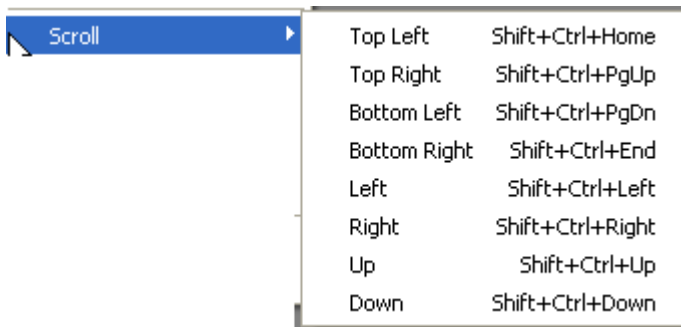 Scroll
Top Left Shift+Ctrl+Home
Top Right Shift+Ctrl+PgUp
Bottom Left Shift+Ctrl+PgDn
Bottom Right Shift+Ctrl+End
Left Shift+Ctrl+Left
Right Shift+Ctrl+Right
Up Shift+Ctrl+Up
Down Shift+Ctrl+Down